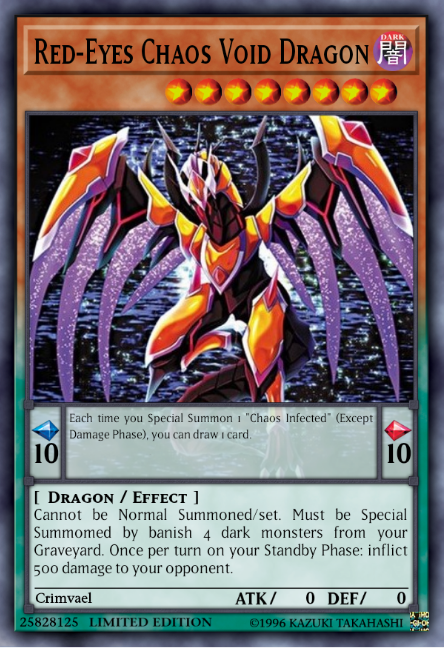 Red-Eyes Chaos Void Dragon
DARK
闇
Each time you Special Summon 1 "Chaos Infected" (Except
Damage Phase), you can draw 1 card.
10
10
[ Dragon / Effect ]
Cannot be Normal Summoned/set. Must be Special
Summomed by banish 4 dark monsters from your
Graveyard. Once per turn on your Standby Phase: inflict
500 damage to your opponent.
Crimvael ATK/ 0 DEF/ 0
25828125 LIMITED EDITION ©1996 KAZUKI TAKAHASHI